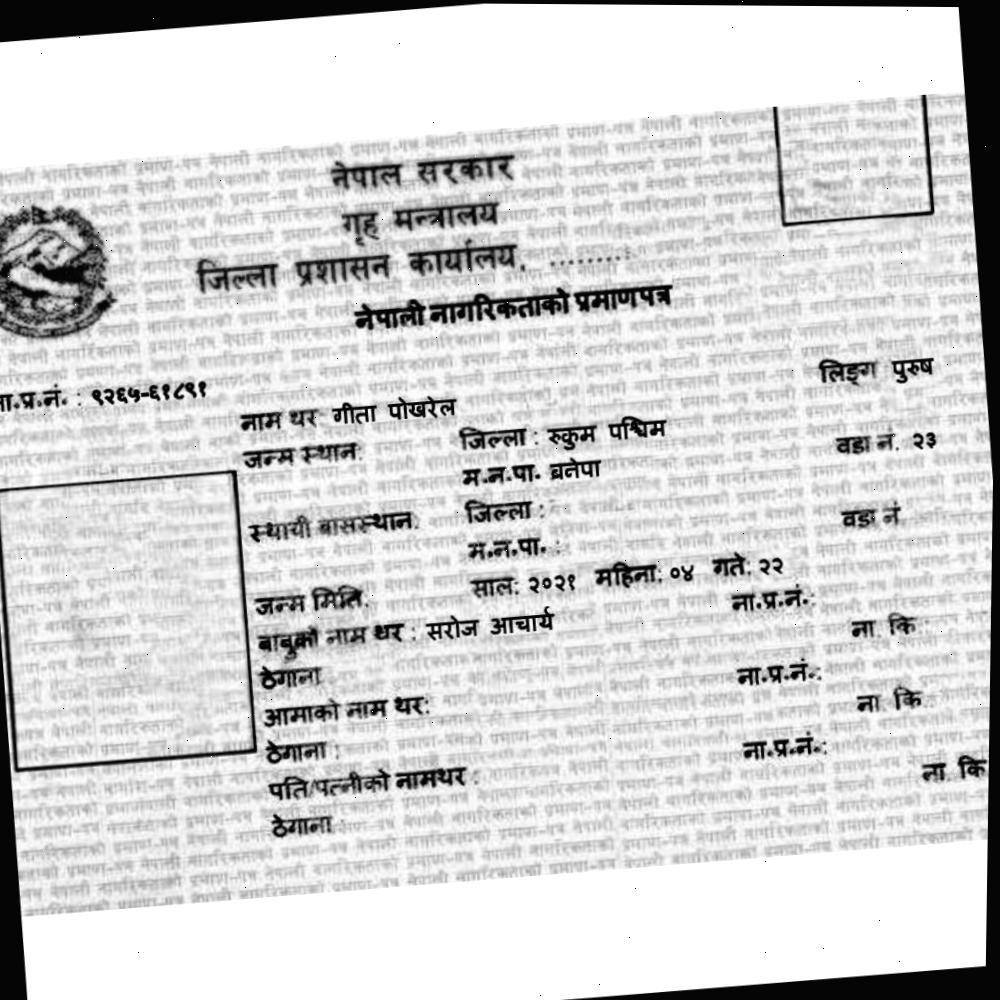 नेपाल सरकार
गृह मन्त्रालय
जिल्ला प्रशासन कार्यालय, .........
नेपाली नागरिकताको प्रमाणपत्र
ना.प्र.नं. : ९२६५-६१८९१
लिङ्ग पुरुष
नाम थर गीता पोखरेल
जन्म स्थान: जिल्ला : रुकुम पश्चिम
वडा नं. २३
म.न.पा. ब्रनेपा
स्थायी बासस्थान: जिल्ला :
वडा नं
म.न.पा. :
जन्म मिति: साल: २०२१ महिना: ०४ गते: २२
बाबुको नाम थर : सरोज आचार्य
ना.प्र.नं.:
ठेगाना
ना. कि
आमाको नाम थर:
ना.प्र.नं.:
ठेगाना :
ना. कि
पति/पत्नीको नामथर :
ना.प्र.नं.:
ठेगाना
ना. कि